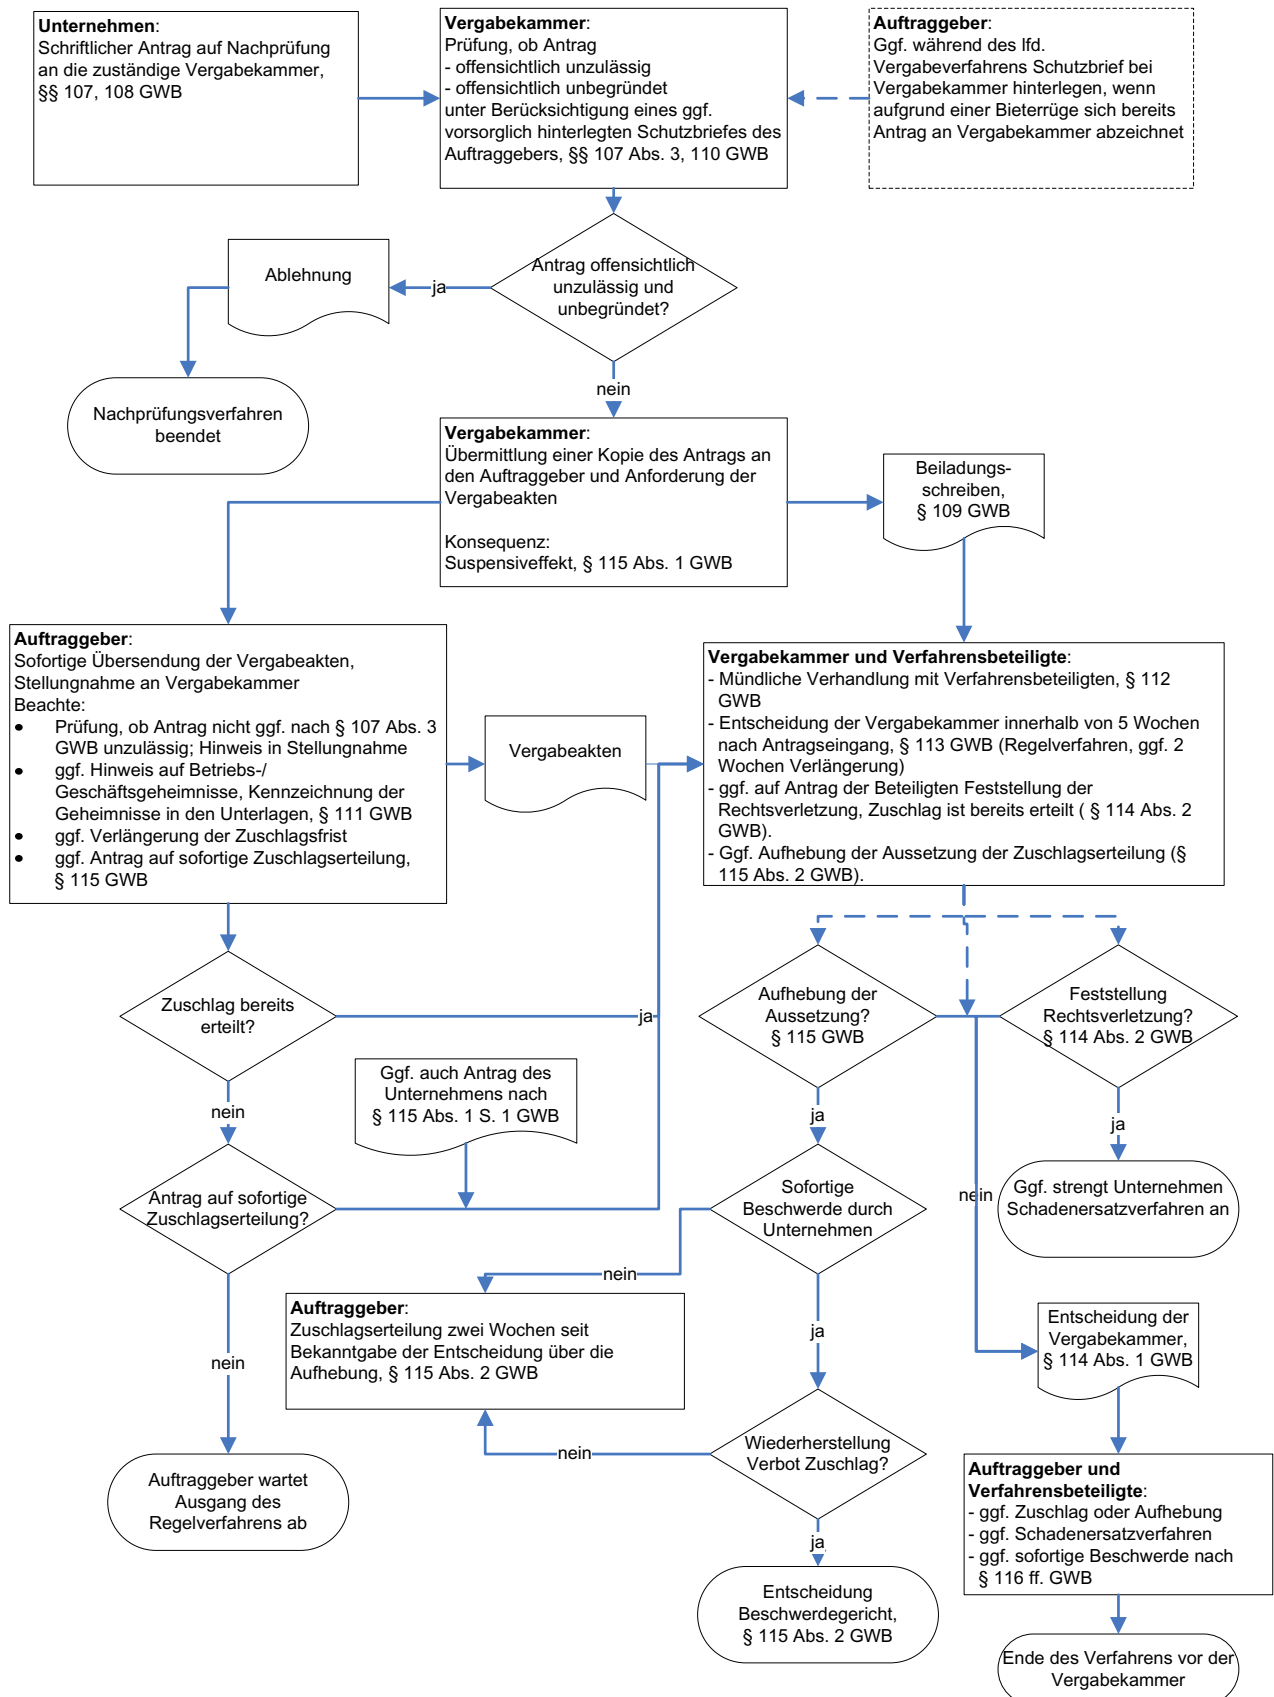 Unternehmen:
Schriftlicher Antrag auf Nachprüfung
an die zuständige Vergabekammer,
§§ 107, 108 GWB
Vergabekammer:
Prüfung, ob Antrag
- offensichtlich unzulässig
- offensichtlich unbegründet
unter Berücksichtigung eines ggf.
vorsorglich hinterlegten Schutzbriefes des
Auftraggebers, §§ 107 Abs. 3, 110 GWB
Auftraggeber:
Ggf. während des lfd.
Vergabeverfahrens Schutzbrief bei
Vergabekammer hinterlegen, wenn
aufgrund einer Bieterrüge sich bereits
Antrag an Vergabekammer abzeichnet
Antrag offensichtlich
unzulässig und
unbegründet?
ja
Ablehnung
Nachprüfungsverfahren
beendet
nein
Vergabekammer:
Übermittlung einer Kopie des Antrags an
den Auftraggeber und Anforderung der
Vergabeakten
Konsequenz:
Suspensiveffekt, § 115 Abs. 1 GWB
Beiladungs-
schreiben,
§ 109 GWB
Auftraggeber:
Sofortige Übersendung der Vergabeakten,
Stellungnahme an Vergabekammer
Beachte:
• Prüfung, ob Antrag nicht ggf. nach § 107 Abs. 3
GWB unzulässig; Hinweis in Stellungnahme
• ggf. Hinweis auf Betriebs-/
Geschäftsgeheimnisse, Kennzeichnung der
Geheimnisse in den Unterlagen, § 111 GWB
• ggf. Verlängerung der Zuschlagsfrist
• ggf. Antrag auf sofortige Zuschlagserteilung,
§ 115 GWB
Vergabeakten
Vergabekammer und Verfahrensbeteiligte:
- Mündliche Verhandlung mit Verfahrensbeteiligten, § 112
GWB
- Entscheidung der Vergabekammer innerhalb von 5 Wochen
nach Antragseingang, § 113 GWB (Regelverfahren, ggf. 2
Wochen Verlängerung)
- ggf. auf Antrag der Beteiligten Feststellung der
Rechtsverletzung, Zuschlag ist bereits erteilt ( § 114 Abs. 2
GWB).
- Ggf. Aufhebung der Aussetzung der Zuschlagserteilung (§
115 Abs. 2 GWB).
Zuschlag bereits
erteilt?
ja
nein
Aufhebung der
Aussetzung?
§ 115 GWB
Feststellung
Rechtsverletzung?
§ 114 Abs. 2 GWB
Ggf. auch Antrag des
Unternehmens nach
§ 115 Abs. 1 S. 1 GWB
ja
ja
Antrag auf sofortige
Zuschlagserteilung?
Sofortige
Beschwerde durch
Unternehmen
nein
Ggf. strengt Unternehmen
Schadenersatzverfahren an
nein
Auftraggeber:
Zuschlagserteilung zwei Wochen seit
Bekanntgabe der Entscheidung über die
Aufhebung, § 115 Abs. 2 GWB
ja
Entscheidung der
Vergabekammer,
§ 114 Abs. 1 GWB
nein
nein
Wiederherstellung
Verbot Zuschlag?
Auftraggeber wartet
Ausgang des
Regelverfahrens ab
Auftraggeber und
Verfahrensbeteiligte:
- ggf. Zuschlag oder Aufhebung
- ggf. Schadenersatzverfahren
- ggf. sofortige Beschwerde nach
§ 116 ff. GWB
ja
Entscheidung
Beschwerdegericht,
§ 115 Abs. 2 GWB
Ende des Verfahrens vor der
Vergabekammer